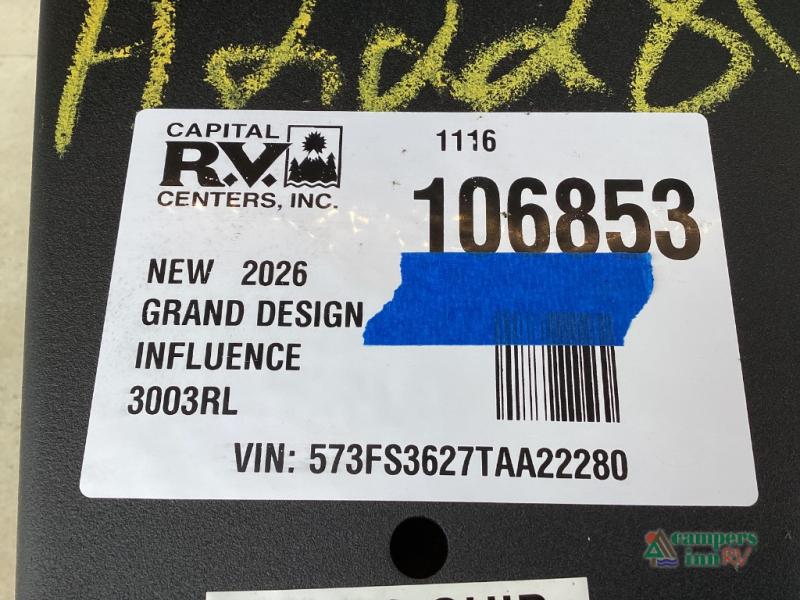 CAPITAL
R.V.
CENTERS, INC.
1116
106853
NEW 2026
GRAND DESIGN
INFLUENCE
3003RL
VIN: 573FS3627TAA22280
campers
inn RV